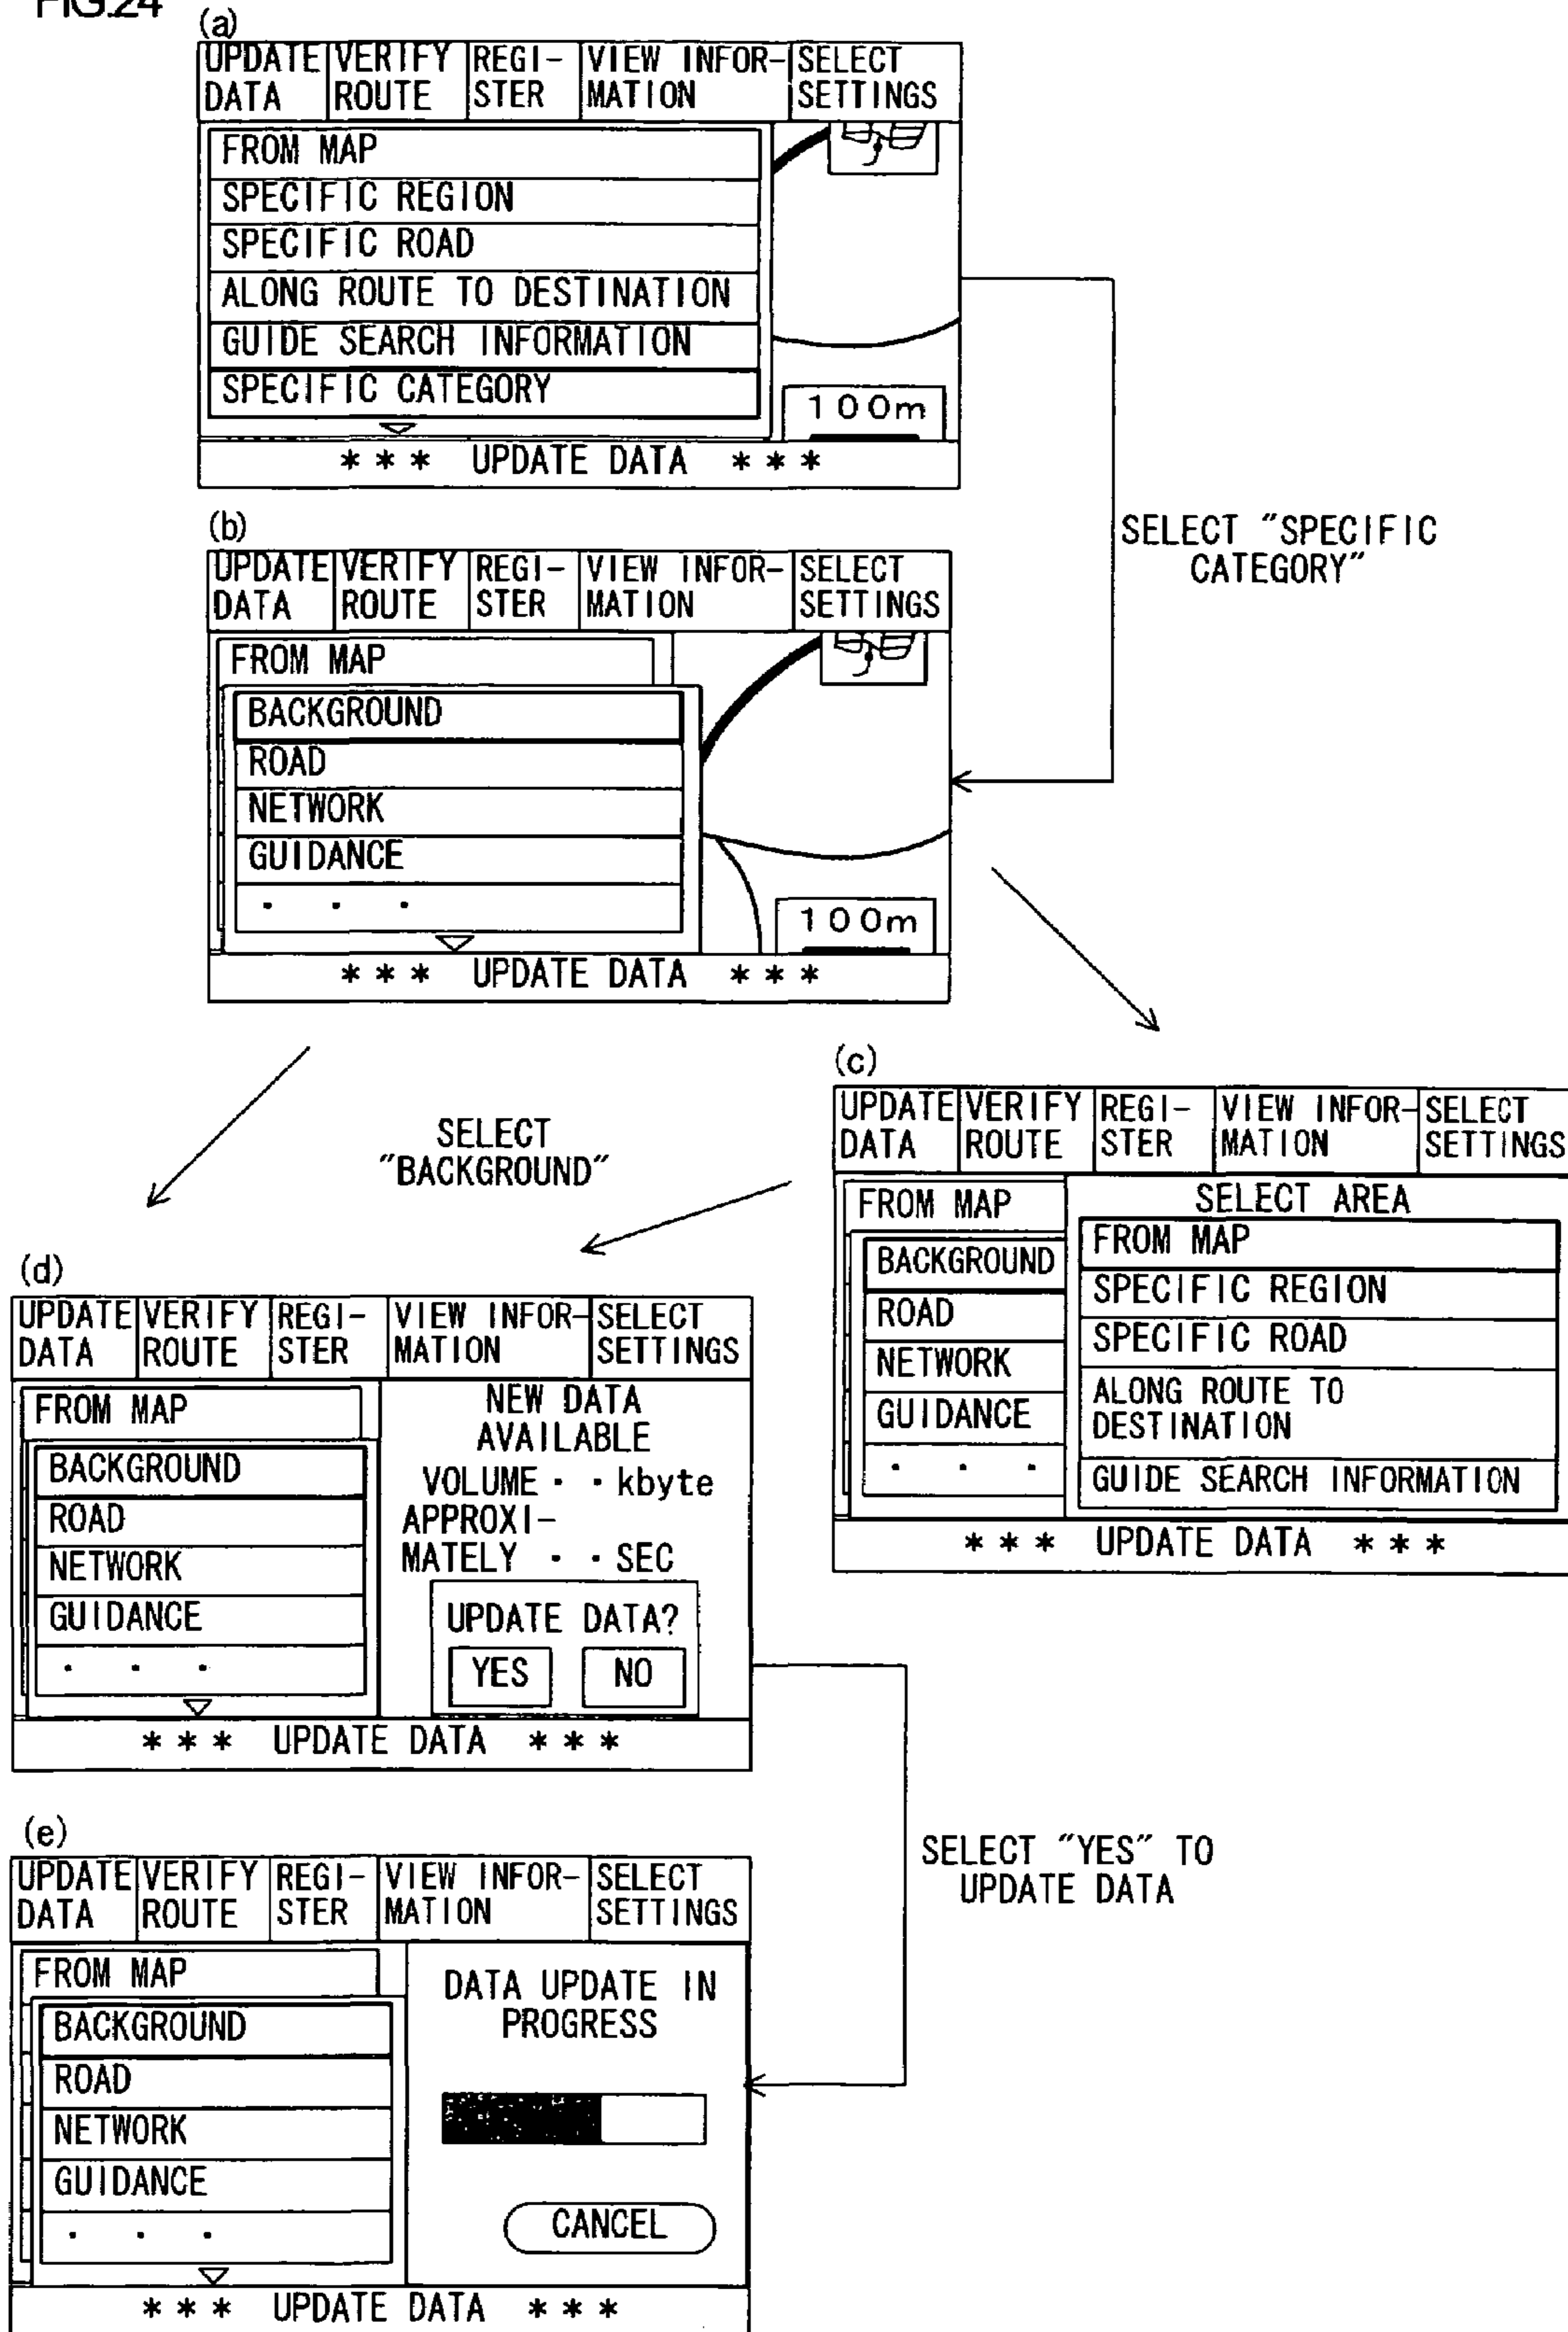 FIG.24
(a)
UPDATE DATA VERIFY ROUTE REGI-STER VIEW INFOR-MATION SELECT SETTINGS
FROM MAP
SPECIFIC REGION
SPECIFIC ROAD
ALONG ROUTE TO DESTINATION
GUIDE SEARCH INFORMATION
SPECIFIC CATEGORY
100m
*** UPDATE DATA ***
SELECT "SPECIFIC
CATEGORY"
(b)
UPDATE DATA VERIFY ROUTE REGI-STER VIEW INFOR-MATION SELECT SETTINGS
FROM MAP
BACKGROUND
ROAD
NETWORK
GUIDANCE
· · ·
100m
*** UPDATE DATA ***
SELECT
"BACKGROUND"
(c)
UPDATE DATA VERIFY ROUTE REGI-STER VIEW INFOR-MATION SELECT SETTINGS
FROM MAP
BACKGROUND
ROAD
NETWORK
GUIDANCE
· · ·
SELECT AREA
FROM MAP
SPECIFIC REGION
SPECIFIC ROAD
ALONG ROUTE TO
DESTINATION
GUIDE SEARCH INFORMATION
*** UPDATE DATA ***
(d)
UPDATE DATA VERIFY ROUTE REGI-STER VIEW INFOR-MATION SELECT SETTINGS
FROM MAP
BACKGROUND
ROAD
NETWORK
GUIDANCE
· · ·
NEW DATA
AVAILABLE
VOLUME · · kbyte
APPROXI-
MATELY · · SEC
UPDATE DATA?
YES NO
*** UPDATE DATA ***
SELECT "YES" TO
UPDATE DATA
(e)
UPDATE DATA VERIFY ROUTE REGI-STER VIEW INFOR-MATION SELECT SETTINGS
FROM MAP
BACKGROUND
ROAD
NETWORK
GUIDANCE
· · ·
DATA UPDATE IN
PROGRESS
CANCEL
*** UPDATE DATA ***